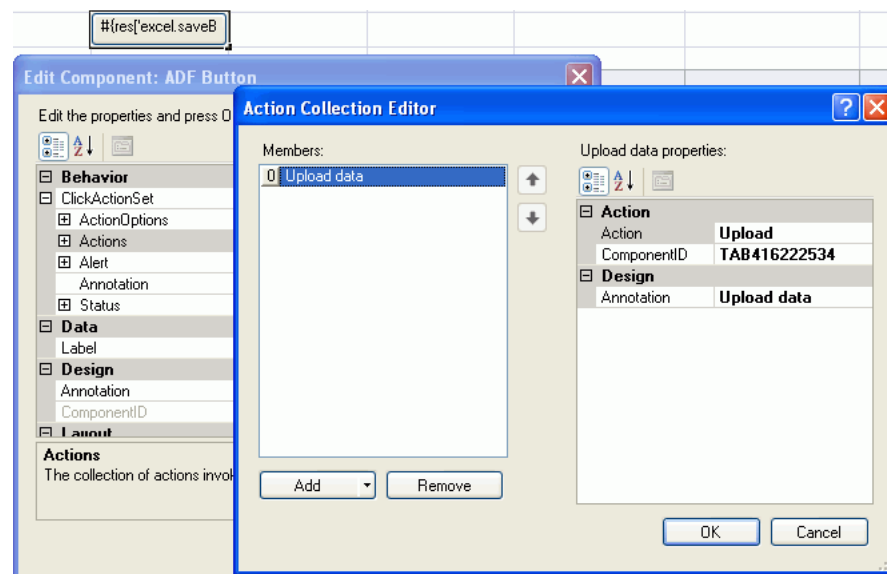 #{res['excel.saveB
Edit Component: ADF Button
Edit the properties and press O
Behavior
ClickActionSet
ActionOptions
Actions
Alert
Annotation
Status
Data
Label
Design
Annotation
ComponentID
Layout
Actions
The collection of actions invok
Action Collection Editor
Members:
0 Upload data
Add
Remove
Upload data properties:
Action
Action Upload
ComponentID TAB416222534
Design
Annotation Upload data
OK
Cancel